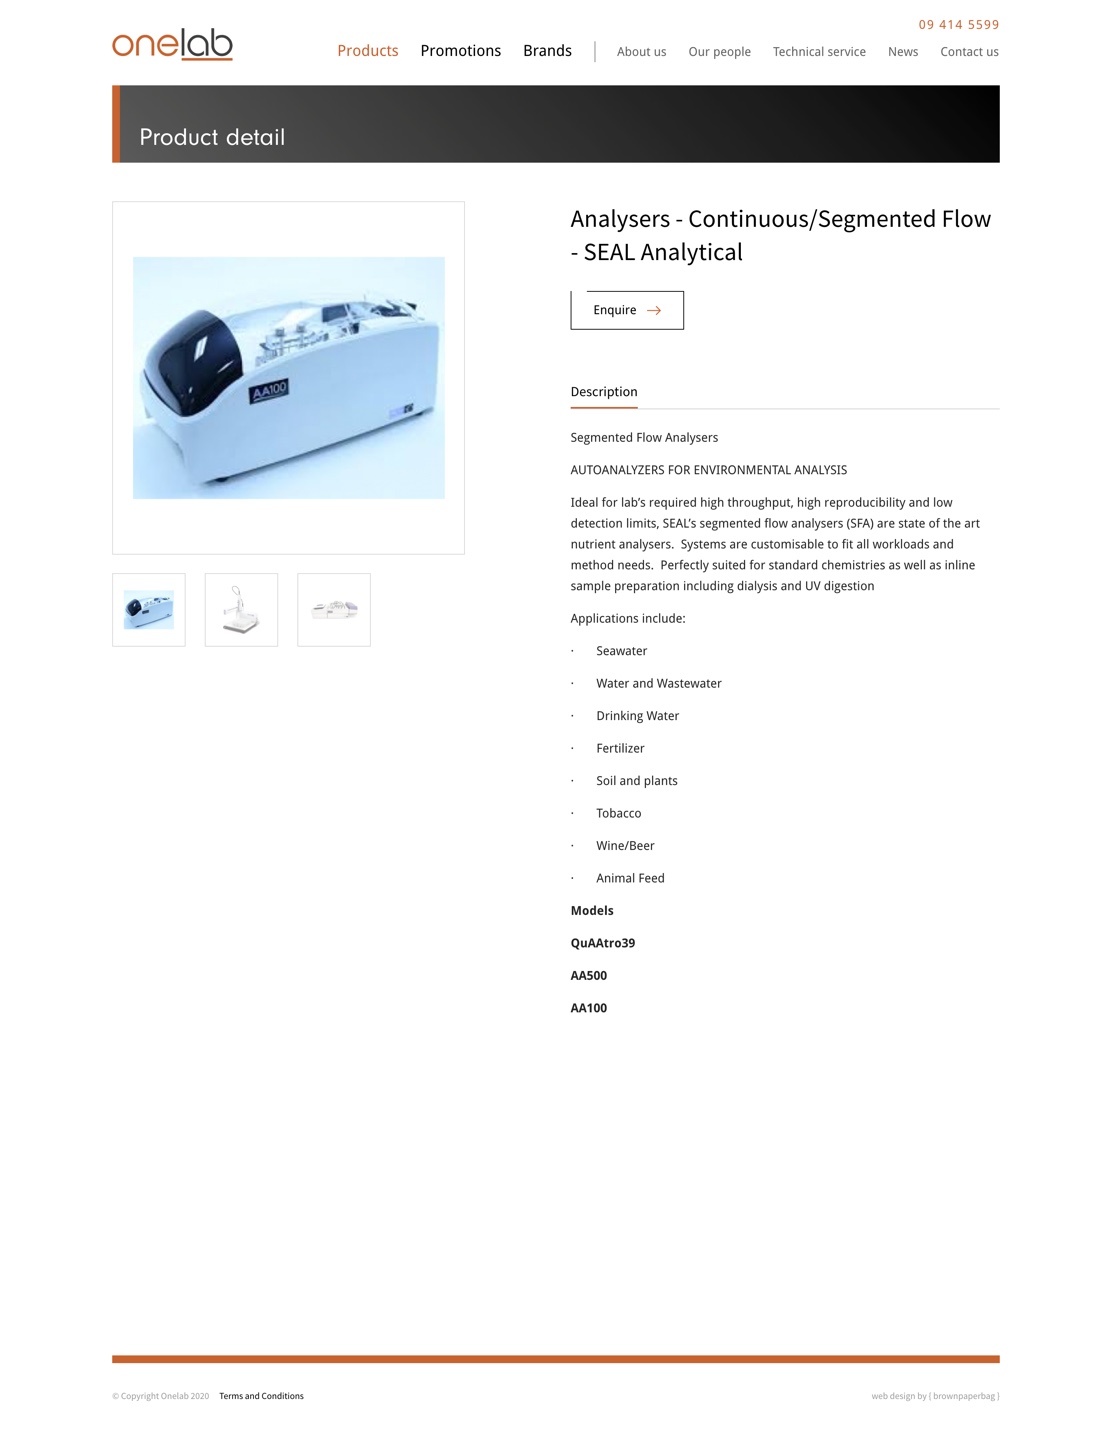 09 414 5599
onelab
Products Promotions Brands About us Our people Technical service News Contact us
Product detail
Analysers - Continuous/Segmented Flow
- SEAL Analytical
Enquire
AA100
Description
Segmented Flow Analysers
AUTOANALYZERS FOR ENVIRONMENTAL ANALYSIS
Ideal for lab’s required high throughput, high reproducibility and low
detection limits, SEAL’s segmented flow analysers (SFA) are state of the art
nutrient analysers.  Systems are customisable to fit all workloads and
method needs.  Perfectly suited for standard chemistries as well as inline
sample preparation including dialysis and UV digestion
Applications include:
· Seawater
· Water and Wastewater
· Drinking Water
· Fertilizer
· Soil and plants
· Tobacco
· Wine/Beer
· Animal Feed
Models
QuAAtro39
AA500
AA100
© Copyright Onelab 2020 Terms and Conditions
web design by { brownpaperbag }